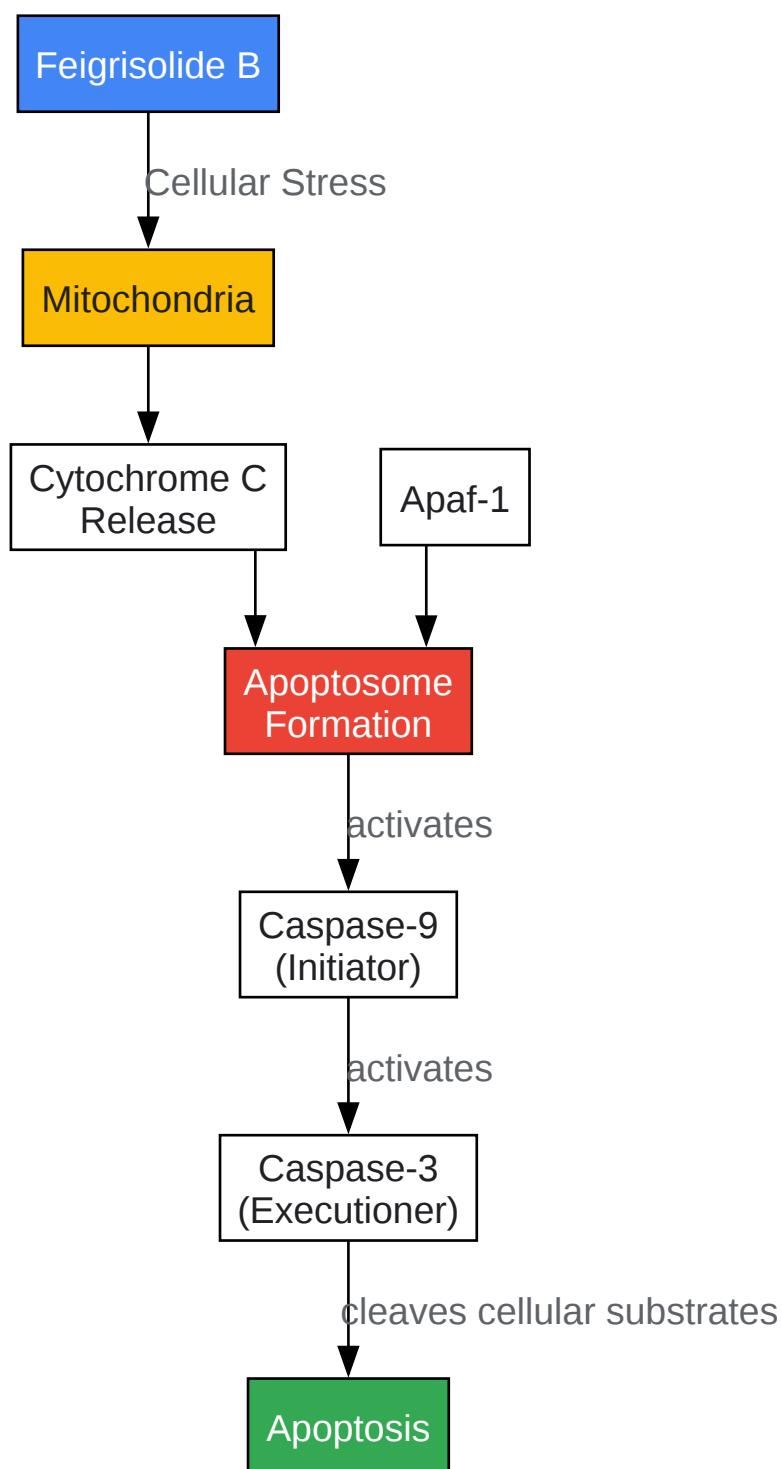 Feigrisolide B
Cellular Stress
Mitochondria
Cytochrome C
Release
Apaf-1
Apoptosome
Formation
activates
Caspase-9
(Initiator)
activates
Caspase-3
(Executioner)
cleaves cellular substrates
Apoptosis